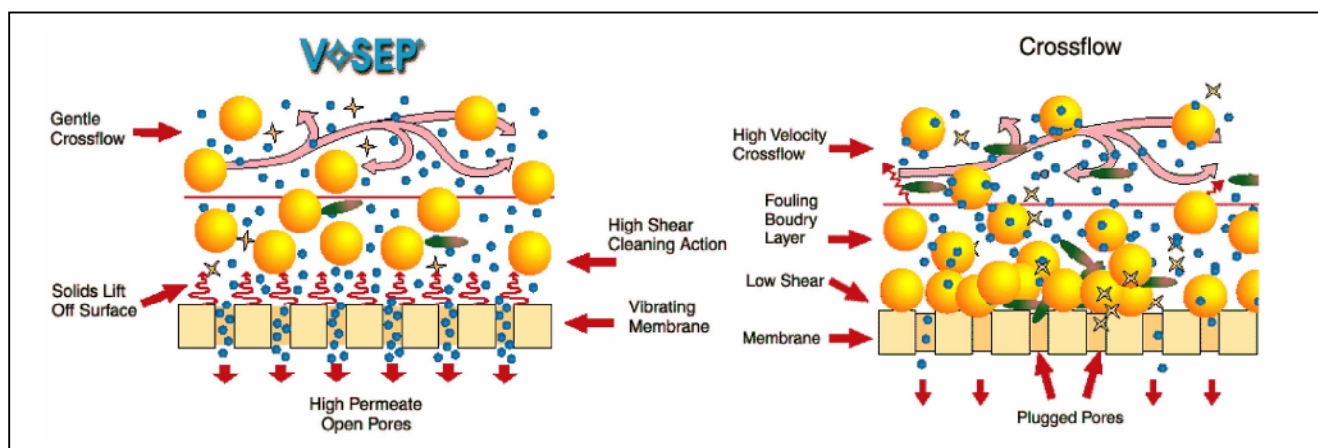 V SEP®
Gentle
Crossflow
High Shear
Cleaning Action
Solids Lift
Off Surface
Vibrating
Membrane
High Permeate
Open Pores
Crossflow
High Velocity
Crossflow
Fouling
Boudry
Layer
Low Shear
Membrane
Plugged Pores